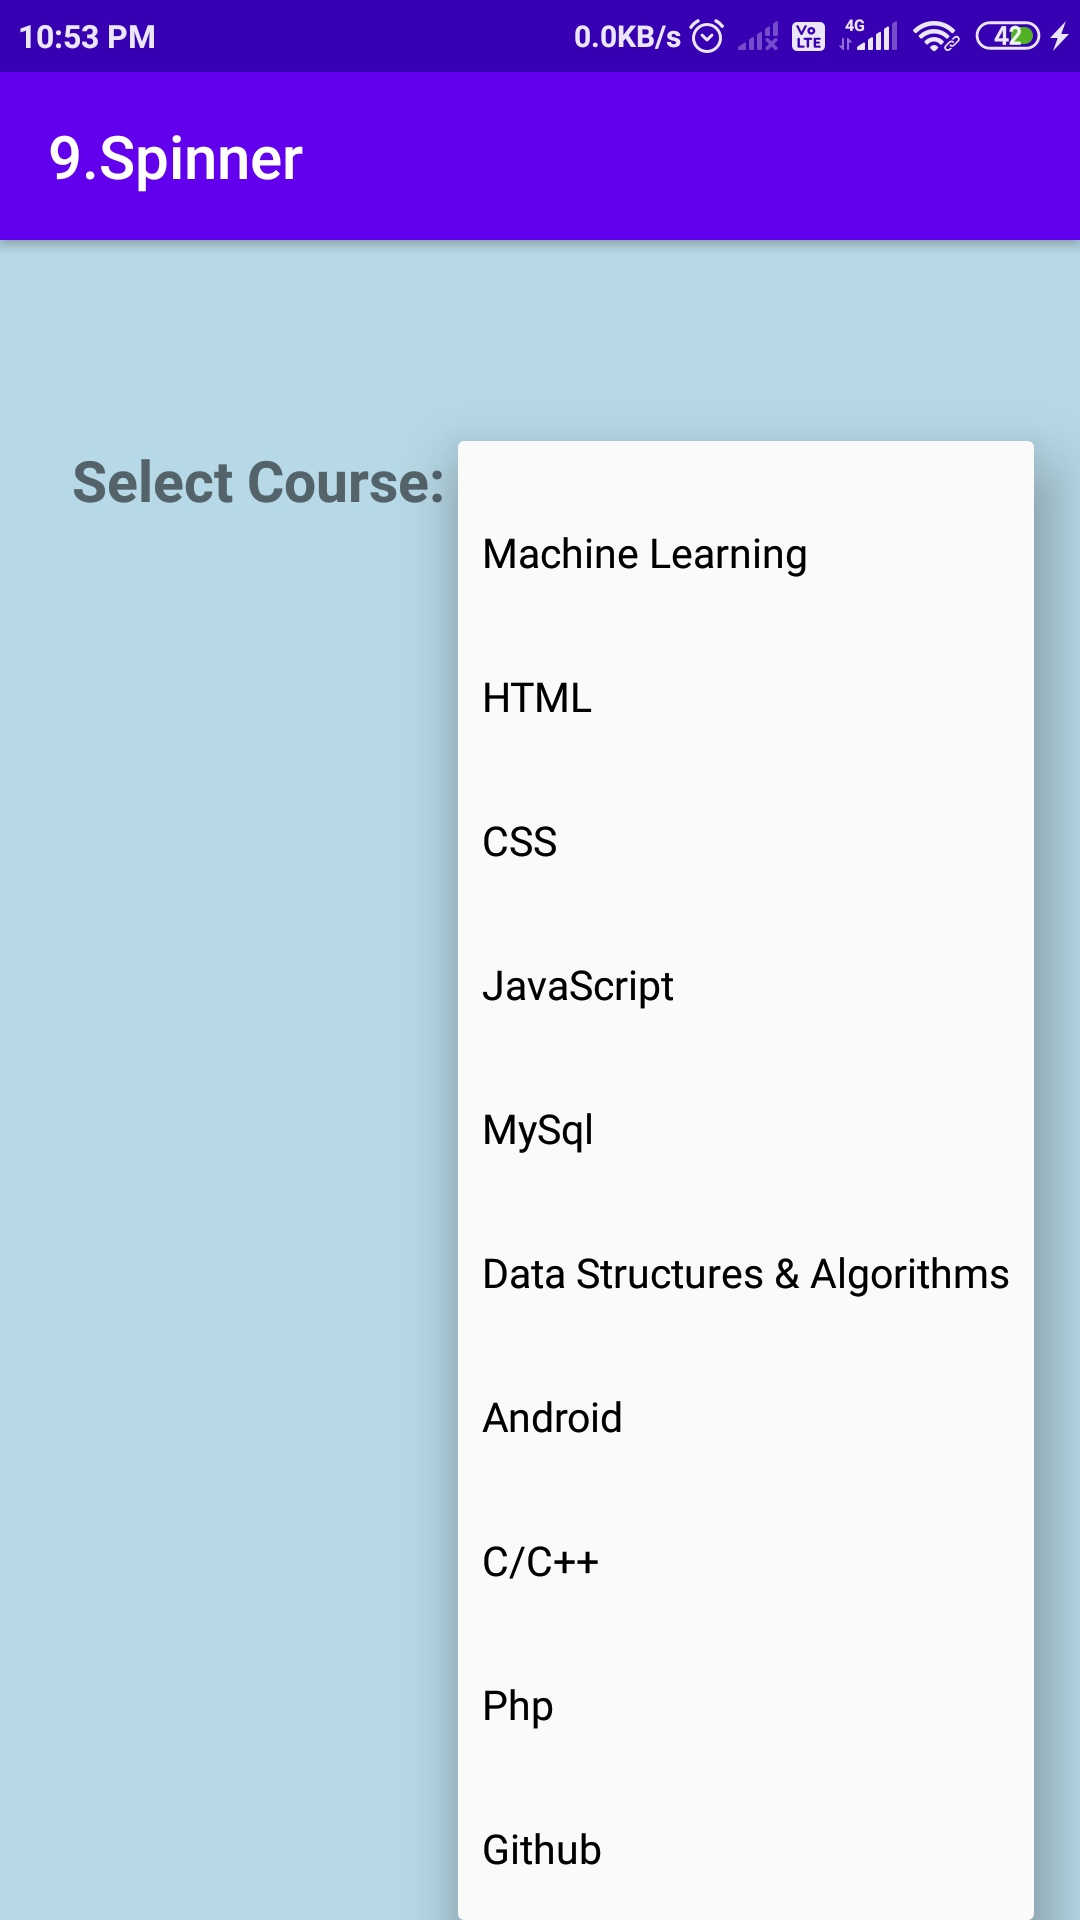 10:53 PM 0.0KB/s Vo LTE 4G 42
9.Spinner
Select Course:
Machine Learning
HTML
CSS
JavaScript
MySql
Data Structures & Algorithms
Android
C/C++
Php
Github